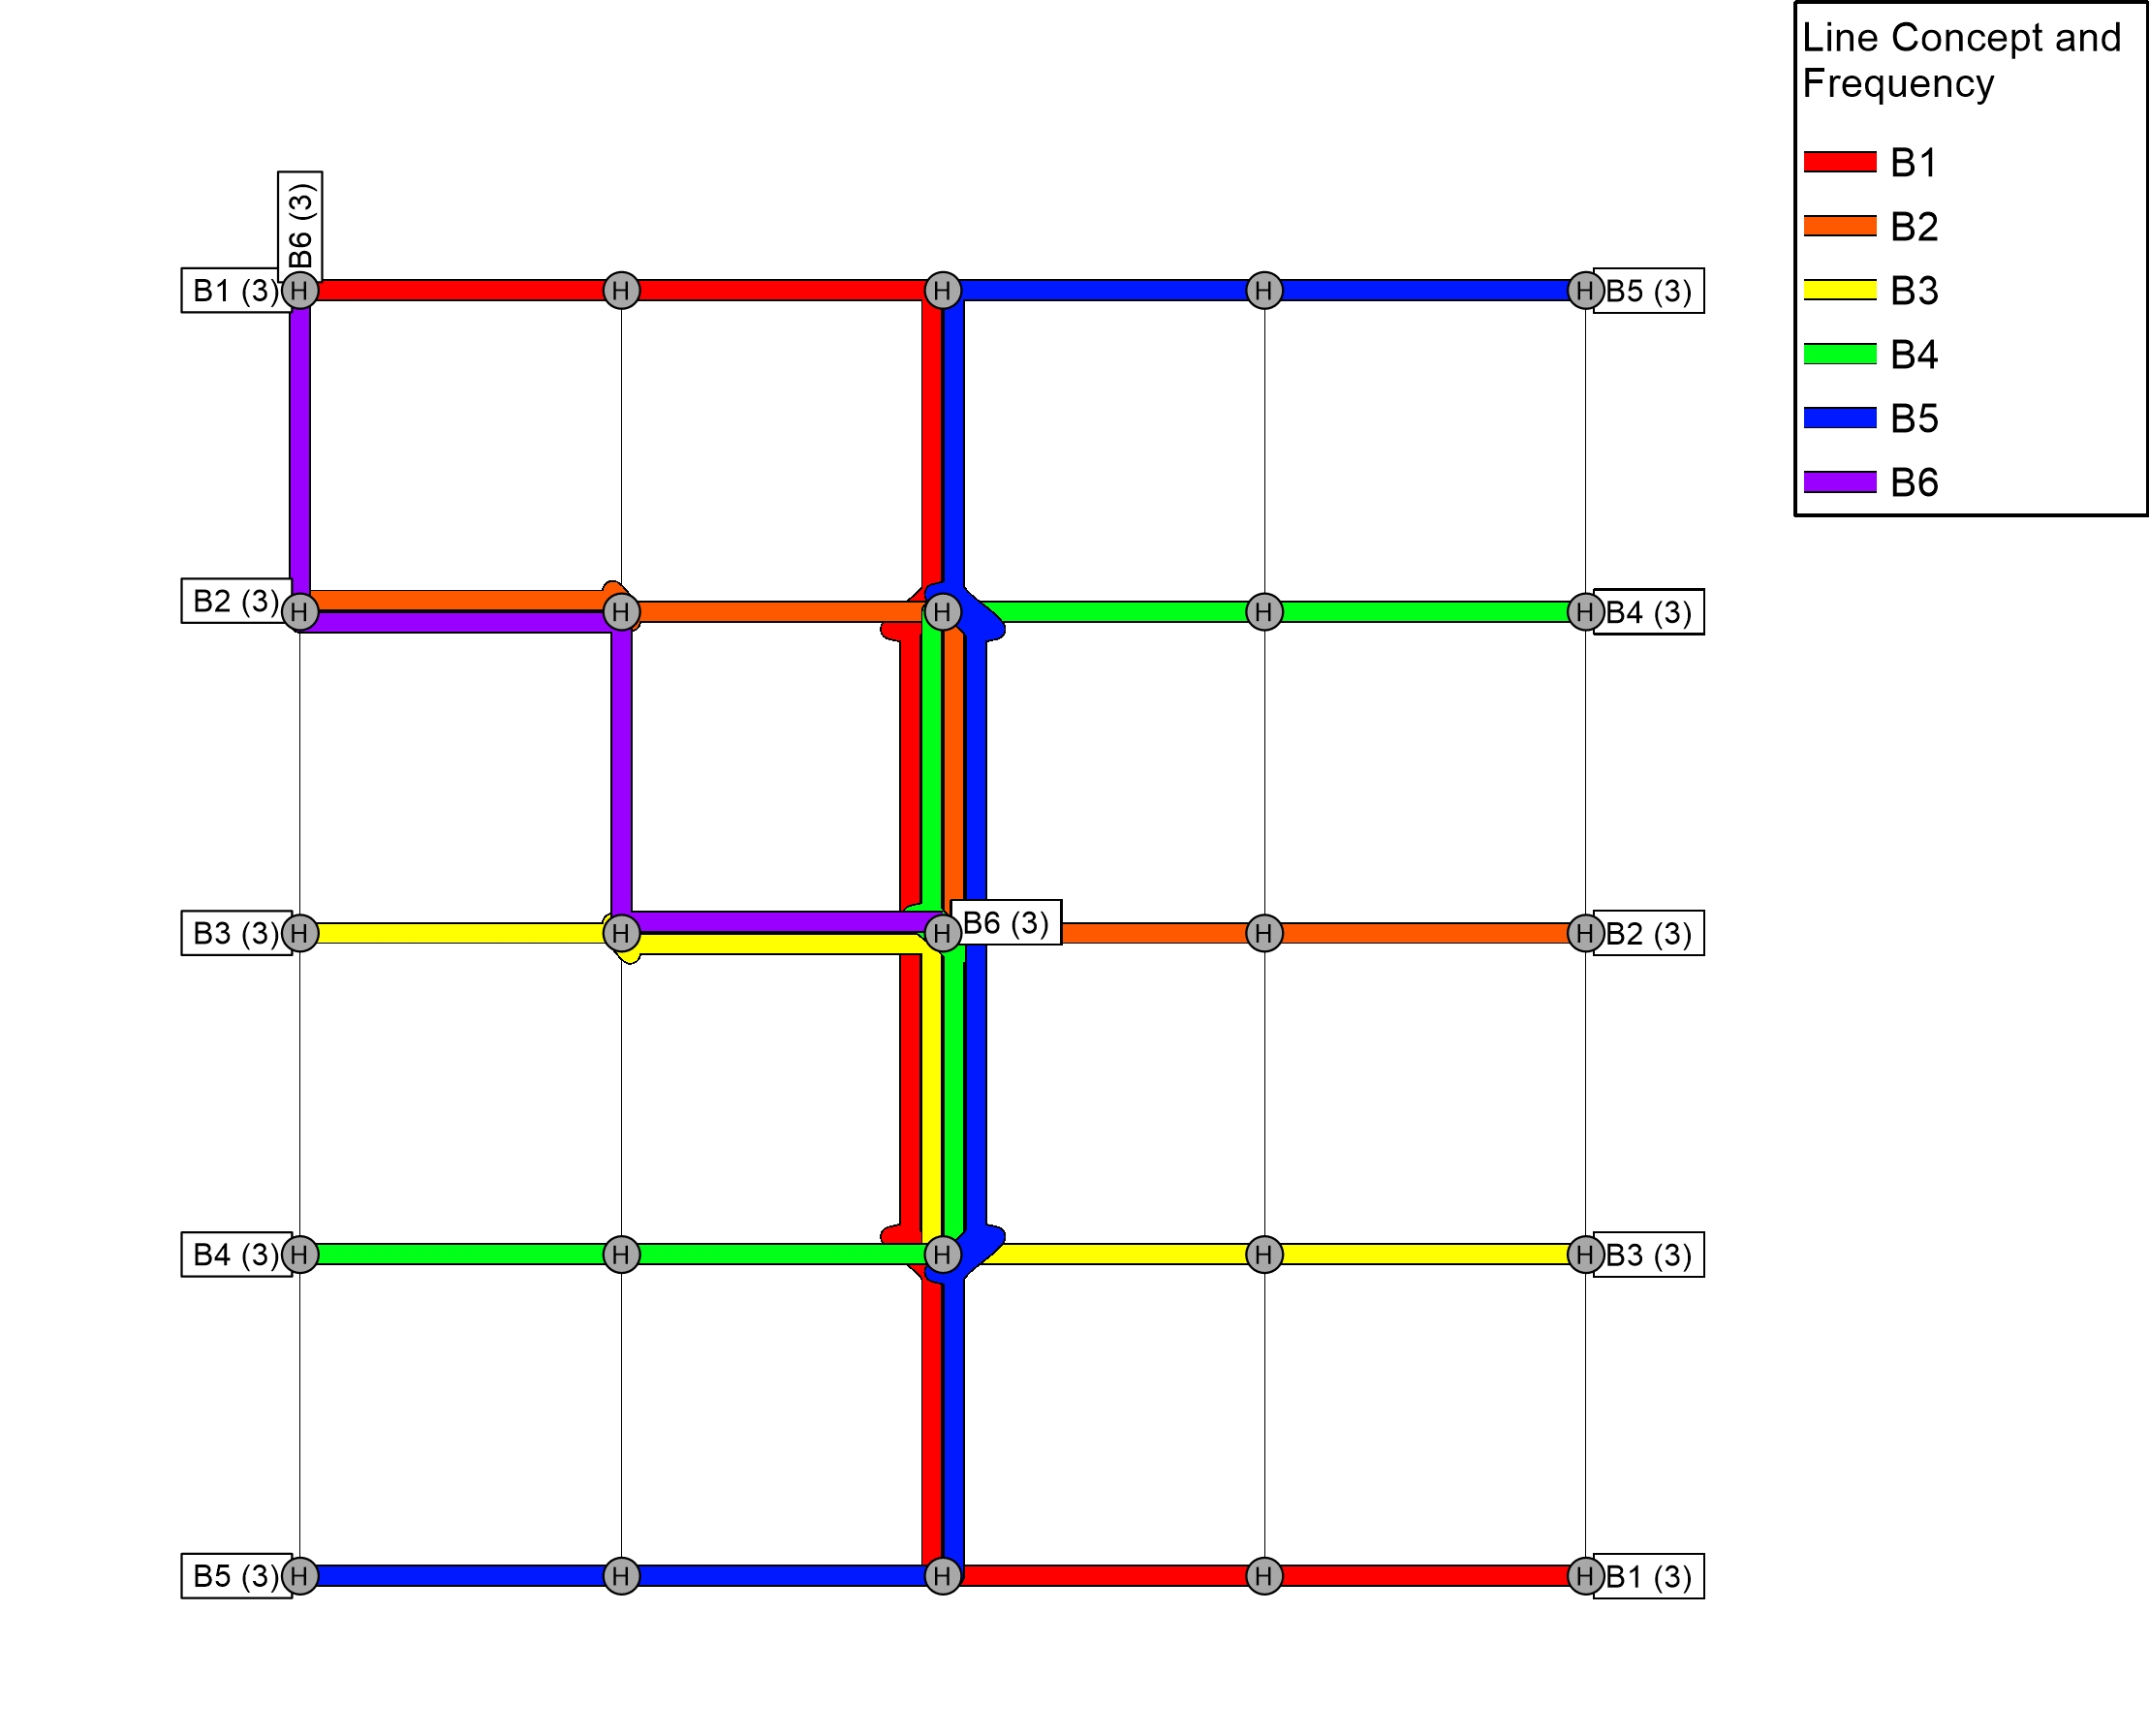 Line Concept and
Frequency
B1
B2
B3
B4
B5
B6
B6 (3)
B1 (3) H H H H H B5 (3)
B2 (3) H H H H H B4 (3)
B3 (3) H H H B6 (3) H H B2 (3)
B4 (3) H H H H H B3 (3)
B5 (3) H H H H H B1 (3)